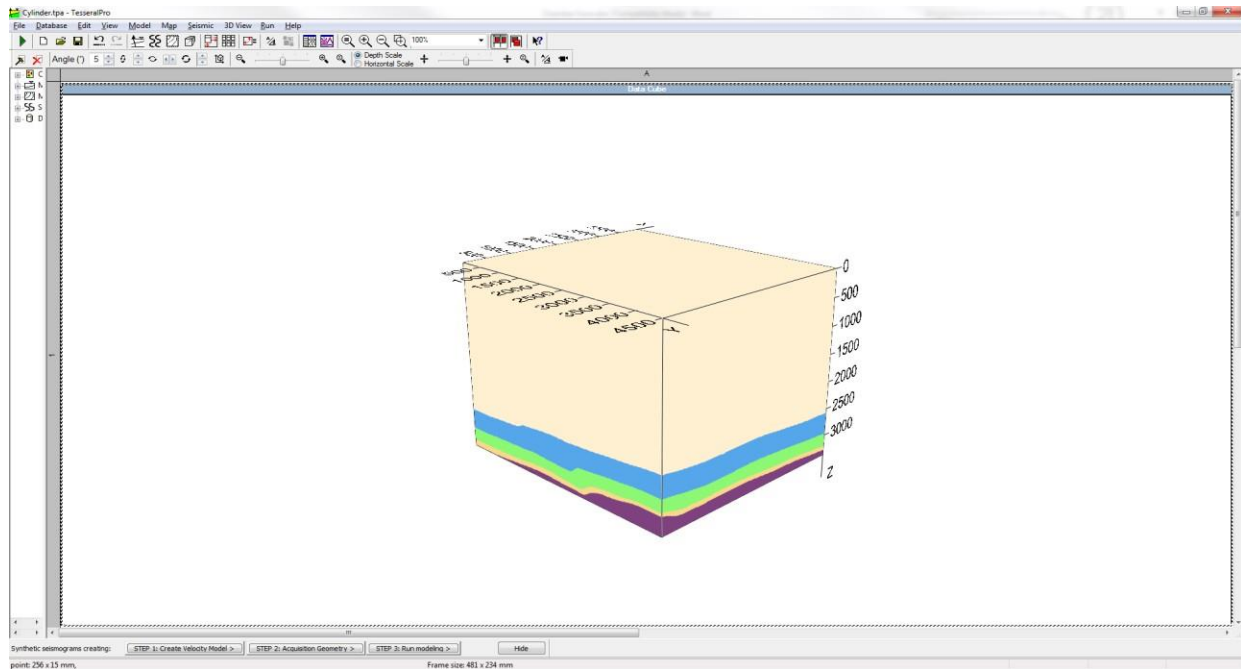 Cylinder.tpa - TesseralPro
File Database Edit View Model Map Seismic 3D View Run Help
100%
Angle (°) 5 Depth Scale
Horizontal Scale
C
M
M
S
D
A
Data Cube
1
0
500
1000
1500
2000
2500
3000
Z
500
1000
1500
2000
2500
3000
3500
4000
4500
Y
Synthetic seismograms creating: STEP 1: Create Velocity Model > STEP 2: Acquisition Geometry > STEP 3: Run modeling > Hide
point: 256 x 15 mm, Frame size: 481 x 234 mm